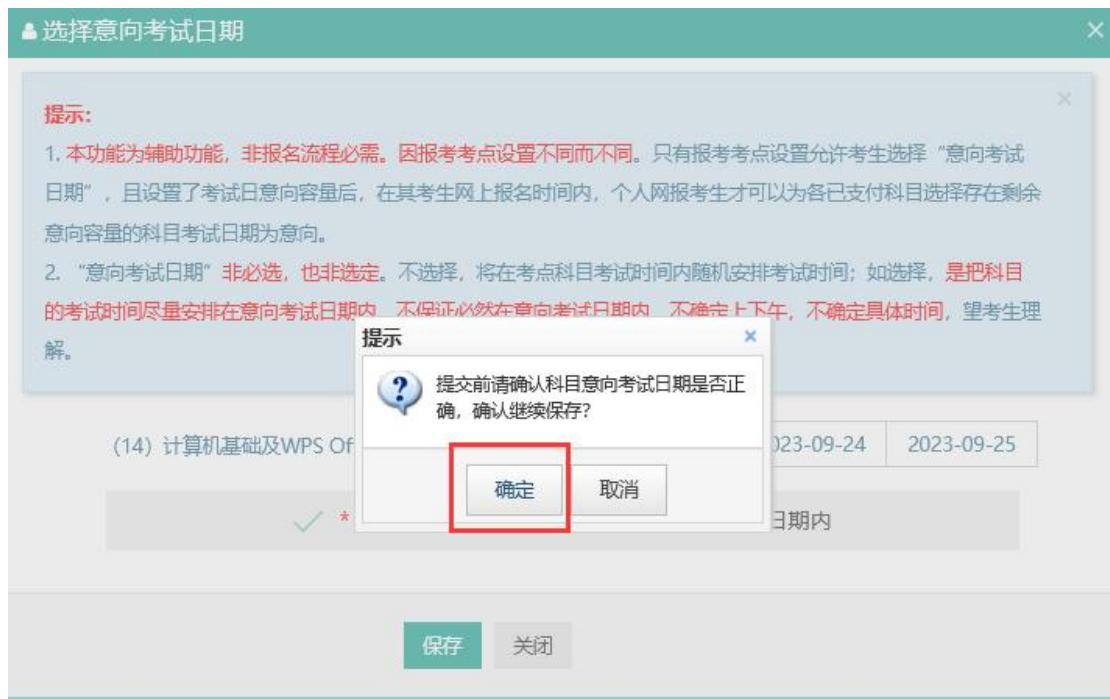 选择意向考试日期
提示:
1. 本功能为辅助功能，非报名流程必需。因报考考点设置不同而不同。只有报考考点设置允许考生选择“意向考试
日期”，且设置了考试日意向容量后，在其考生网上报名时间内，个人网报考生才可以为各已支付科目选择存在剩余
意向容量的科目考试日期为意向。
2. “意向考试日期”非必选，也非选定。不选择，将在考点科目考试时间内随机安排考试时间；如选择，是把科目
的考试时间尽量安排在意向考试日期内，不保证必然在意向考试日期内，不确定上下午，不确定具体时间，望考生理
解。
提示
提交前请确认科目意向考试日期是否正
确，确认继续保存?
(14) 计算机基础及WPS Of 023-09-24 2023-09-25
确定 取消
* 日期内
保存 关闭